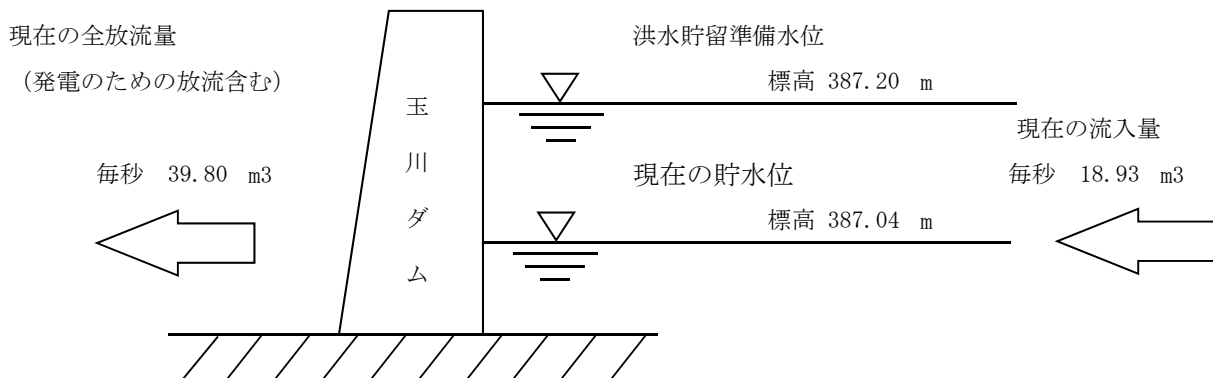 現在の全放流量
(発電のための放流含む)
毎秒 39.80 m3
玉川ダム
洪水貯留準備水位
標高 387.20 m
現在の貯水位
標高 387.04 m
現在の流入量
毎秒 18.93 m3